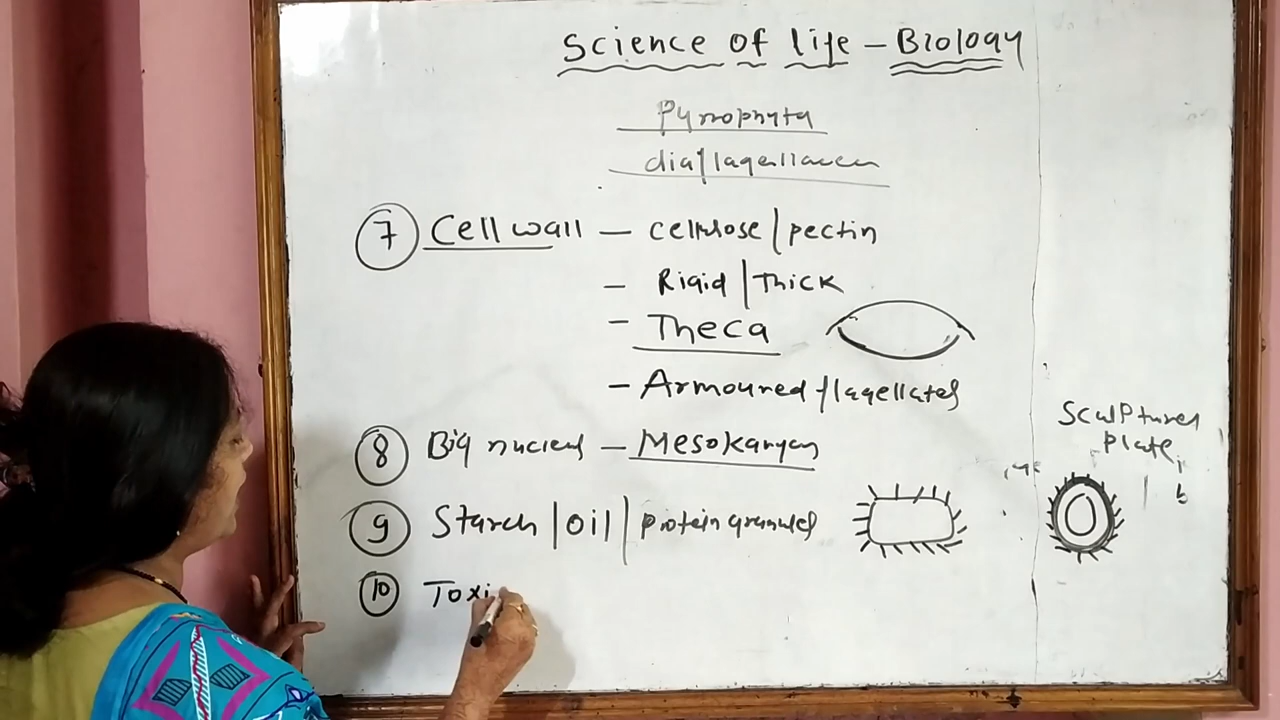 Science of life – Biology
Pyrrophyta
diaflagellaceae
7 Cell wall – cellulose | pectin
– Rigid | Thick
– Theca
– Armoured flagellates
Sculptured
Plate
8 Big nucleus – Mesokaryon
9 Starch | oil | protein granules
10 Toxi